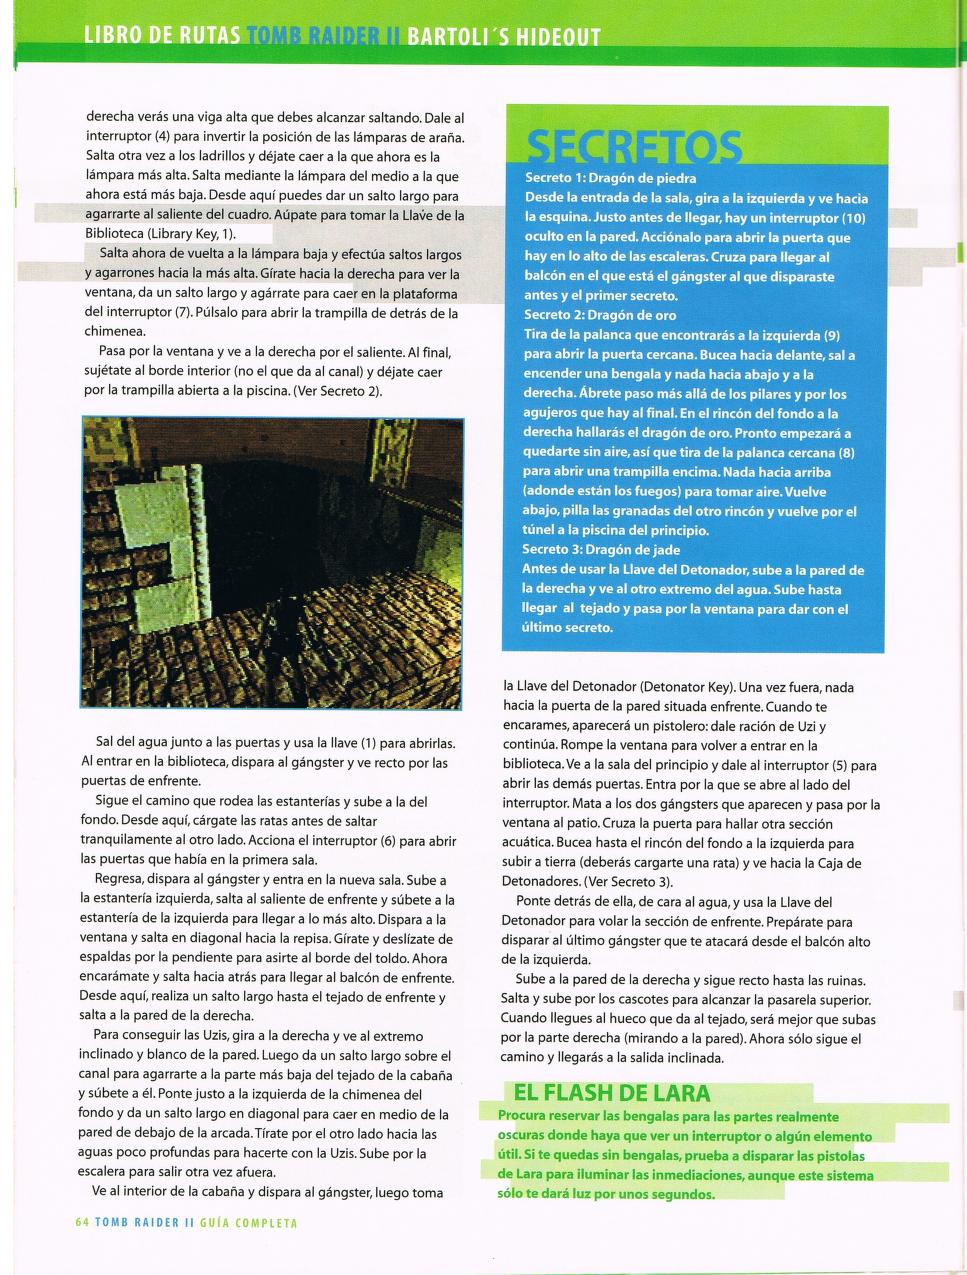 LIBRO DE RUTAS TOMB RAIDER II BARTOLI´S HIDEOUT
derecha verás una viga alta que debes alcanzar saltando. Dale al
interruptor (4) para invertir la posición de las lámparas de araña.
Salta otra vez a los ladrillos y déjate caer a la que ahora es la
lámpara más alta. Salta mediante la lámpara del medio a la que
ahora está más baja. Desde aquí puedes dar un salto largo para
agarrarte al saliente del cuadro. Aúpate para tomar la Llave de la
Biblioteca (Library Key, 1).
Salta ahora de vuelta a la lámpara baja y efectúa saltos largos
y agarrones hacia la más alta. Gírate hacia la derecha para ver la
ventana, da un salto largo y agárrate para caer en la plataforma
del interruptor (7). Púlsalo para abrir la trampilla de detrás de la
chimenea.
Pasa por la ventana y ve a la derecha por el saliente. Al final,
sujétate al borde interior (no el que da al canal) y déjate caer
por la trampilla abierta a la piscina. (Ver Secreto 2).
Sal del agua junto a las puertas y usa la llave (1) para abrirlas.
Al entrar en la biblioteca, dispara al gángster y ve recto por las
puertas de enfrente.
Sigue el camino que rodea las estanterías y sube a la del
fondo. Desde aquí, cárgate las ratas antes de saltar
tranquilamente al otro lado. Acciona el interruptor (6) para abrir
las puertas que había en la primera sala.
Regresa, dispara al gángster y entra en la nueva sala. Sube a
la estantería izquierda, salta al saliente de enfrente y súbete a la
estantería de la izquierda para llegar a lo más alto. Dispara a la
ventana y salta en diagonal hacia la repisa. Gírate y deslízate de
espaldas por la pendiente para asirte al borde del toldo. Ahora
encarámate y salta hacia atrás para llegar al balcón de enfrente.
Desde aquí, realiza un salto largo hasta el tejado de enfrente y
salta a la pared de la derecha.
Para conseguir las Uzis, gira a la derecha y ve al extremo
inclinado y blanco de la pared. Luego da un salto largo sobre el
canal para agarrarte a la parte más baja del tejado de la cabaña
y súbete a él. Ponte justo a la izquierda de la chimenea del
fondo y da un salto largo en diagonal para caer en medio de la
pared de debajo de la arcada. Tírate por el otro lado hacia las
aguas poco profundas para hacerte con la Uzis. Sube por la
escalera para salir otra vez afuera.
Ve al interior de la cabaña y dispara al gángster, luego toma
SECRETOS
Secreto 1: Dragón de piedra
Desde la entrada de la sala, gira a la izquierda y ve hacia
la esquina. Justo antes de llegar, hay un interruptor (10)
oculto en la pared. Acciónalo para abrir la puerta que
hay en lo alto de las escaleras. Cruza para llegar al
balcón en el que está el gángster al que disparaste
antes y el primer secreto.
Secreto 2: Dragón de oro
Tira de la palanca que encontrarás a la izquierda (9)
para abrir la puerta cercana. Bucea hacia delante, sal a
encender una bengala y nada hacia abajo y a la
derecha. Ábrete paso más allá de los pilares y por los
agujeros que hay al final. En el rincón del fondo a la
derecha hallarás el dragón de oro. Pronto empezará a
quedarte sin aire, así que tira de la palanca cercana (8)
para abrir una trampilla encima. Nada hacia arriba
(adonde están los fuegos) para tomar aire. Vuelve
abajo, pilla las granadas del otro rincón y vuelve por el
túnel a la piscina del principio.
Secreto 3: Dragón de jade
Antes de usar la Llave del Detonador, sube a la pared de
la derecha y ve al otro extremo del agua. Sube hasta
llegar al tejado y pasa por la ventana para dar con el
último secreto.
la Llave del Detonador (Detonator Key). Una vez fuera, nada
hacia la puerta de la pared situada enfrente. Cuando te
encarames, aparecerá un pistolero: dale ración de Uzi y
continúa. Rompe la ventana para volver a entrar en la
biblioteca. Ve a la sala del principio y dale al interruptor (5) para
abrir las demás puertas. Entra por la que se abre al lado del
interruptor. Mata a los dos gángsters que aparecen y pasa por la
ventana al patio. Cruza la puerta para hallar otra sección
acuática. Bucea hasta el rincón del fondo a la izquierda para
subir a tierra (deberás cargarte una rata) y ve hacia la Caja de
Detonadores. (Ver Secreto 3).
Ponte detrás de ella, de cara al agua, y usa la Llave del
Detonador para volar la sección de enfrente. Prepárate para
disparar al último gángster que te atacará desde el balcón alto
de la izquierda.
Sube a la pared de la derecha y sigue recto hasta las ruinas.
Salta y sube por los cascotes para alcanzar la pasarela superior.
Cuando llegues al hueco que da al tejado, será mejor que subas
por la parte derecha (mirando a la pared). Ahora sólo sigue el
camino y llegarás a la salida inclinada.
EL FLASH DE LARA
Procura reservar las bengalas para las partes realmente
oscuras donde haya que ver un interruptor o algún elemento
útil. Si te quedas sin bengalas, prueba a disparar las pistolas
de Lara para iluminar las inmediaciones, aunque este sistema
sólo te dará luz por unos segundos.
64 TOMB RAIDER II GUÍA COMPLETA